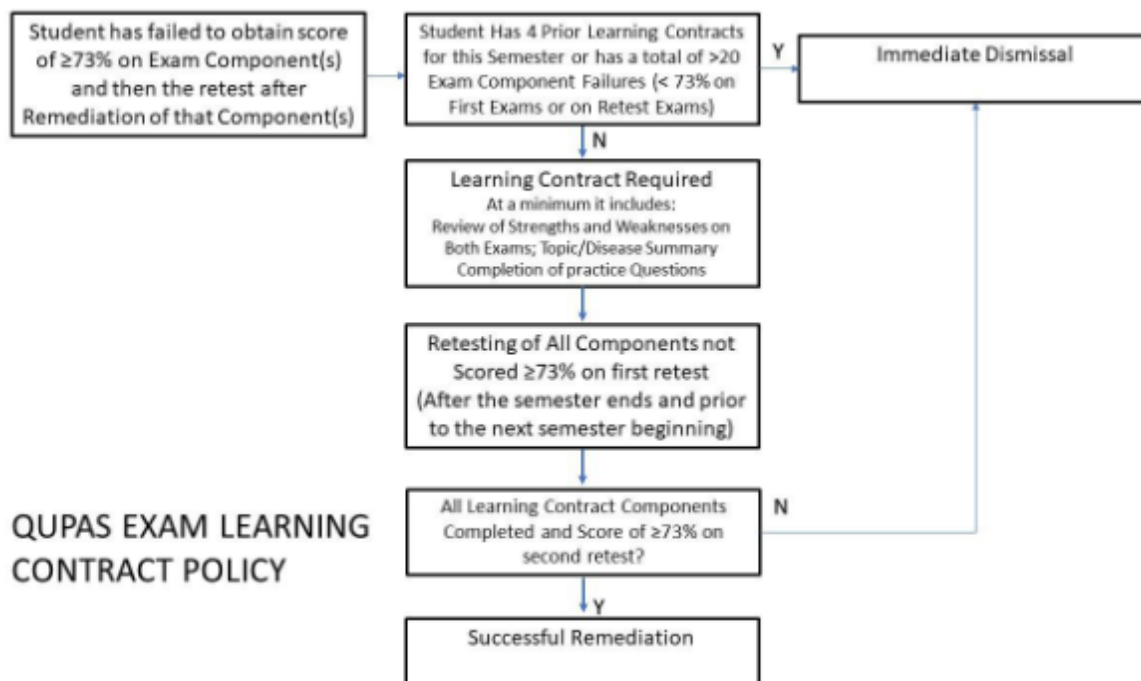 Student has failed to obtain score
of ≥73% on Exam Component(s)
and then the retest after
Remediation of that Component(s)
Student Has 4 Prior Learning Contracts
for this Semester or has a total of >20
Exam Component Failures (< 73% on
First Exams or on Retest Exams)
Y
Immediate Dismissal
N
Learning Contract Required
At a minimum it includes:
Review of Strengths and Weaknesses on
Both Exams; Topic/Disease Summary
Completion of practice Questions
Retesting of All Components not
Scored ≥73% on first retest
(After the semester ends and prior
to the next semester beginning)
All Learning Contract Components
Completed and Score of ≥73% on
second retest?
N
Y
Successful Remediation
QUPAS EXAM LEARNING
CONTRACT POLICY